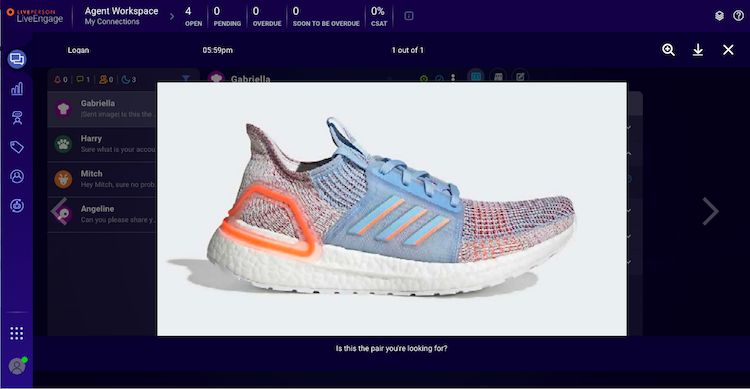 LIVEPERSON
LiveEngage
Agent Workspace
My Connections
4
OPEN
0
PENDING
0
OVERDUE
0
SOON TO BE OVERDUE
0%
CSAT
Logan
05:59pm
1 out of 1
0
1
0
3
Gabriella
Gabriella
(Sent image) Is this the ..
Harry
Sure what is your accou
Mitch
Hey Mitch, sure no prob
Angeline
Can you please share y..
Is this the pair you're looking for?